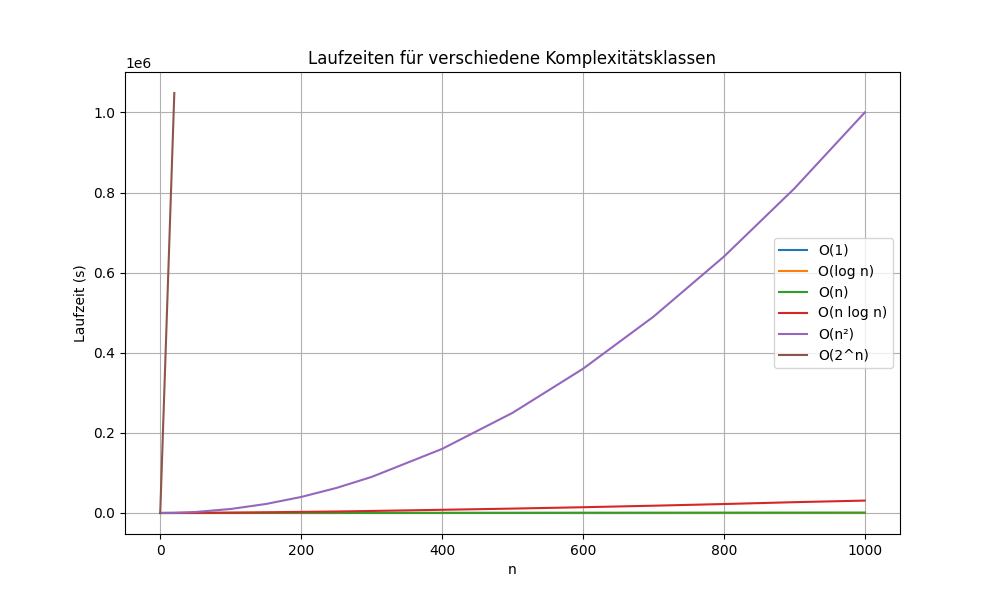 Laufzeiten für verschiedene Komplexitätsklassen
1e6
1.0
0.8
0.6
0.4
0.2
0.0
Laufzeit (s)
O(1)
O(log n)
O(n)
O(n log n)
O(n²)
O(2^n)
0 200 400 600 800 1000
n